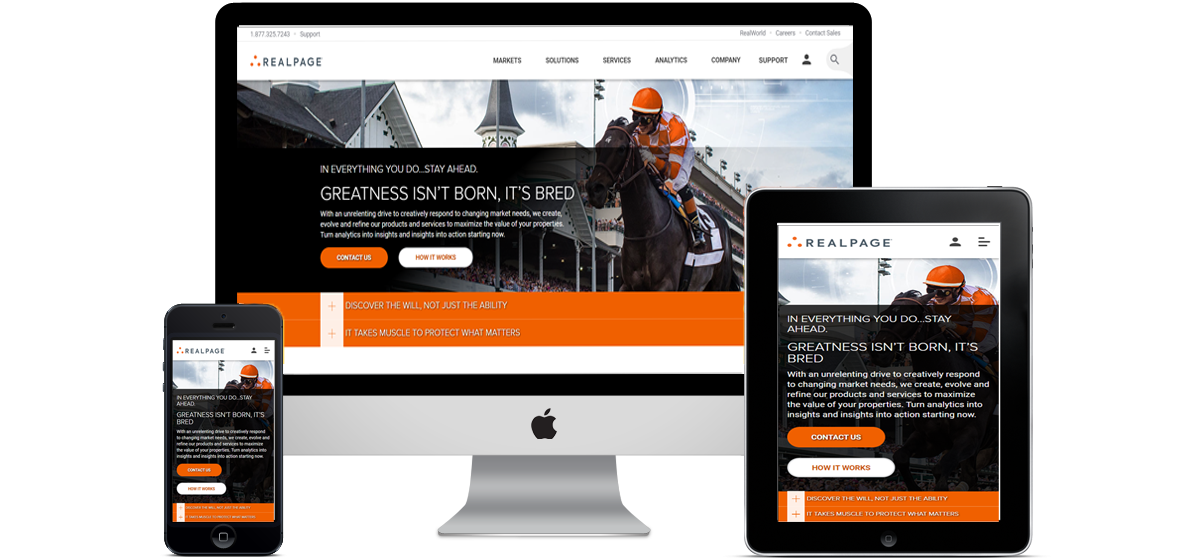 1.877.325.7243 • Support
RealWorld • Careers • Contact Sales
REALPAGE
MARKETS SOLUTIONS SERVICES ANALYTICS COMPANY SUPPORT
IN EVERYTHING YOU DO...STAY AHEAD.
GREATNESS ISN'T BORN, IT'S BRED
With an unrelenting drive to creatively respond to changing market needs, we create,
evolve and refine our products and services to maximize the value of your properties.
Turn analytics into insights and insights into action starting now.
CONTACT US HOW IT WORKS
+ DISCOVER THE WILL, NOT JUST THE ABILITY
+ IT TAKES MUSCLE TO PROTECT WHAT MATTERS
REALPAGE
IN EVERYTHING YOU DO...STAY
AHEAD.
GREATNESS ISN'T BORN, IT'S
BRED
With an unrelenting drive to creatively respond
to changing market needs, we create, evolve and
refine our products and services to maximize
the value of your properties. Turn analytics into
insights and insights into action starting now.
CONTACT US
HOW IT WORKS
+ DISCOVER THE WILL, NOT JUST THE ABILITY
+ IT TAKES MUSCLE TO PROTECT WHAT MATTERS
REALPAGE
IN EVERYTHING YOU DO...STAY
AHEAD.
GREATNESS ISN'T BORN, IT'S
BRED
With an unrelenting drive to creatively respond
to changing market needs, we create, evolve and
refine our products and services to maximize
the value of your properties. Turn analytics into
insights and insights into action starting now.
CONTACT US
HOW IT WORKS
+ DISCOVER THE WILL, NOT JUST THE ABILITY
+ IT TAKES MUSCLE TO PROTECT WHAT MATTERS